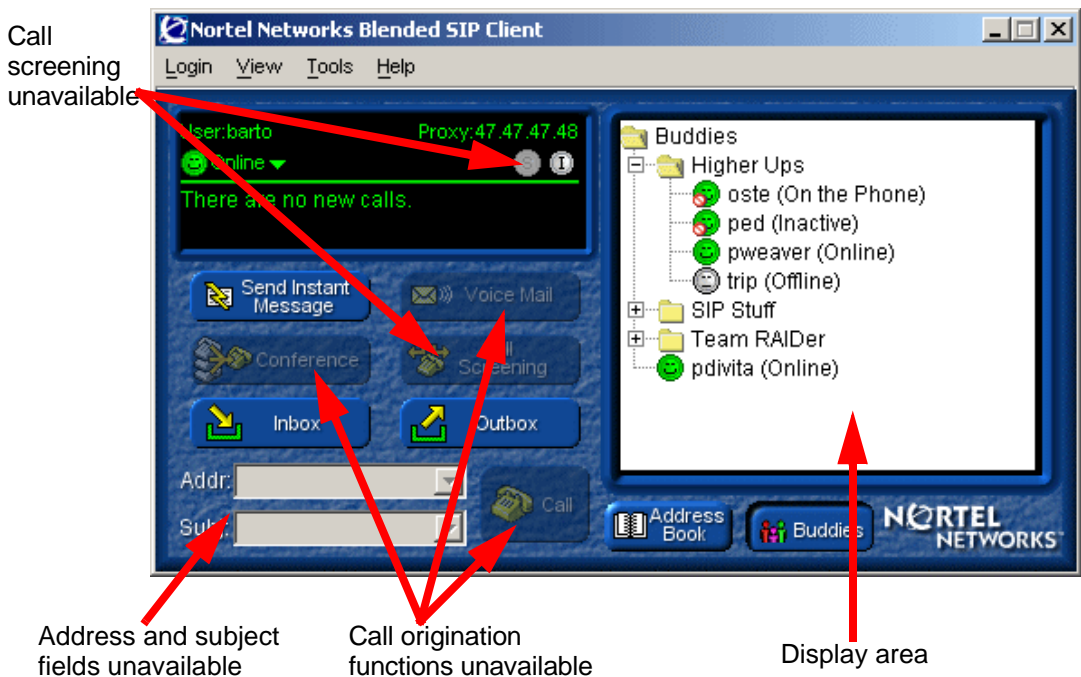 Call
screening
unavailable
Nortel Networks Blended SIP Client
Login View Tools Help
User:barto Proxy:47.47.47.48
Online S I
There are no new calls.
Send Instant
Message
Voice Mail
Conference
Screening
Inbox
Outbox
Addr:
Call
Address
Book
Buddies
NORTEL
NETWORKS
Buddies
Higher Ups
oste (On the Phone)
ped (Inactive)
pweaver (Online)
trip (Offline)
SIP Stuff
Team RAIDer
pdivita (Online)
Address and subject
fields unavailable
Call origination
functions unavailable
Display area